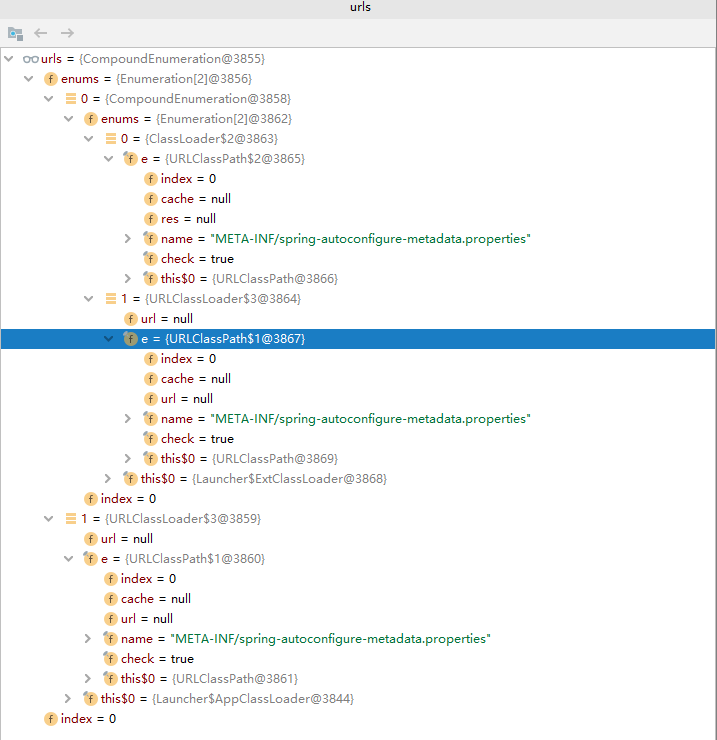 urls
urls = {CompoundEnumeration@3855}
enums = {Enumeration[2]@3856}
0 = {CompoundEnumeration@3858}
enums = {Enumeration[2]@3862}
0 = {ClassLoader$2@3863}
e = {URLClassPath$2@3865}
index = 0
cache = null
res = null
name = "META-INF/spring-autoconfigure-metadata.properties"
check = true
this$0 = {URLClassPath@3866}
1 = {URLClassLoader$3@3864}
url = null
e = {URLClassPath$1@3867}
index = 0
cache = null
url = null
name = "META-INF/spring-autoconfigure-metadata.properties"
check = true
this$0 = {URLClassPath@3869}
this$0 = {Launcher$ExtClassLoader@3868}
index = 0
1 = {URLClassLoader$3@3859}
url = null
e = {URLClassPath$1@3860}
index = 0
cache = null
url = null
name = "META-INF/spring-autoconfigure-metadata.properties"
check = true
this$0 = {URLClassPath@3861}
this$0 = {Launcher$AppClassLoader@3844}
index = 0